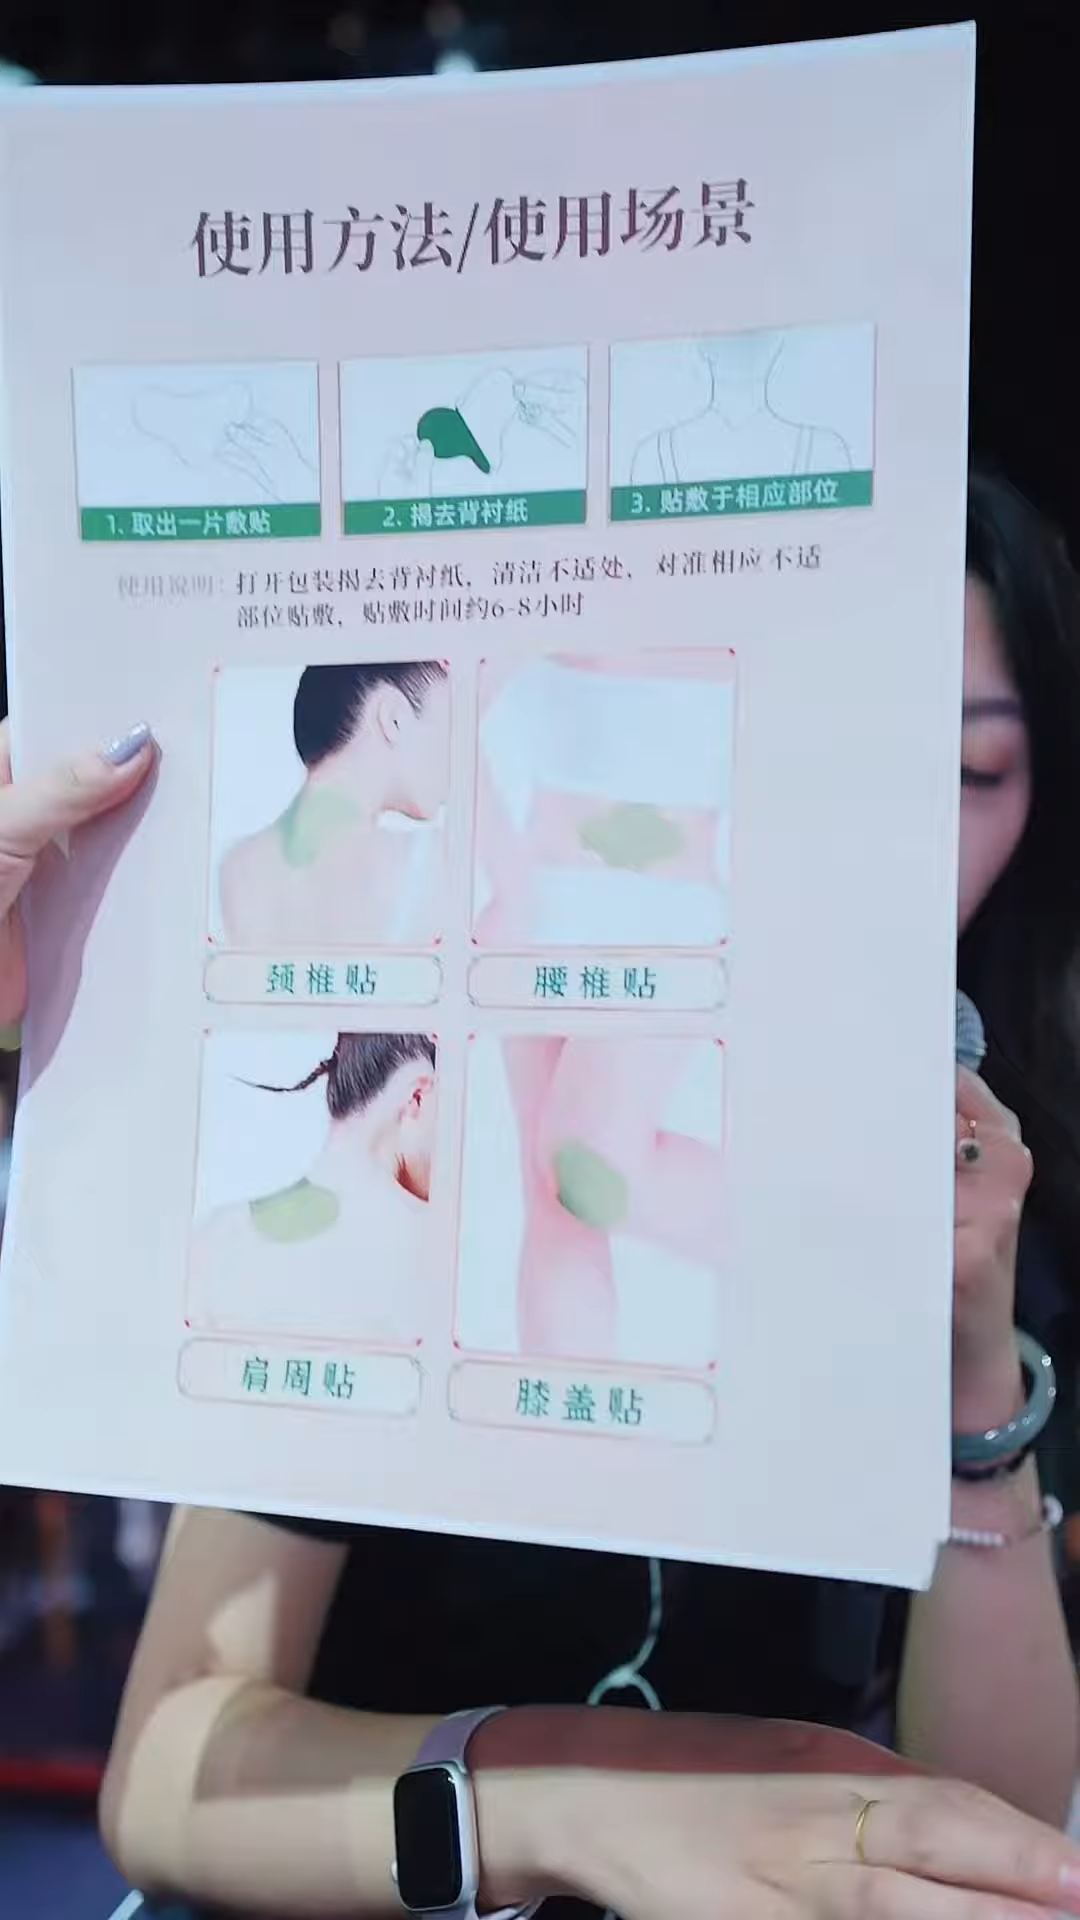 使用方法/使用场景
1. 取出一片敷贴
2. 揭去背衬纸
3. 贴敷于相应部位
使用说明: 打开包装揭去背衬纸，清洁不适处，对准相应不适
部位贴敷，贴敷时间约6-8小时
颈椎贴
腰椎贴
肩周贴
膝盖贴